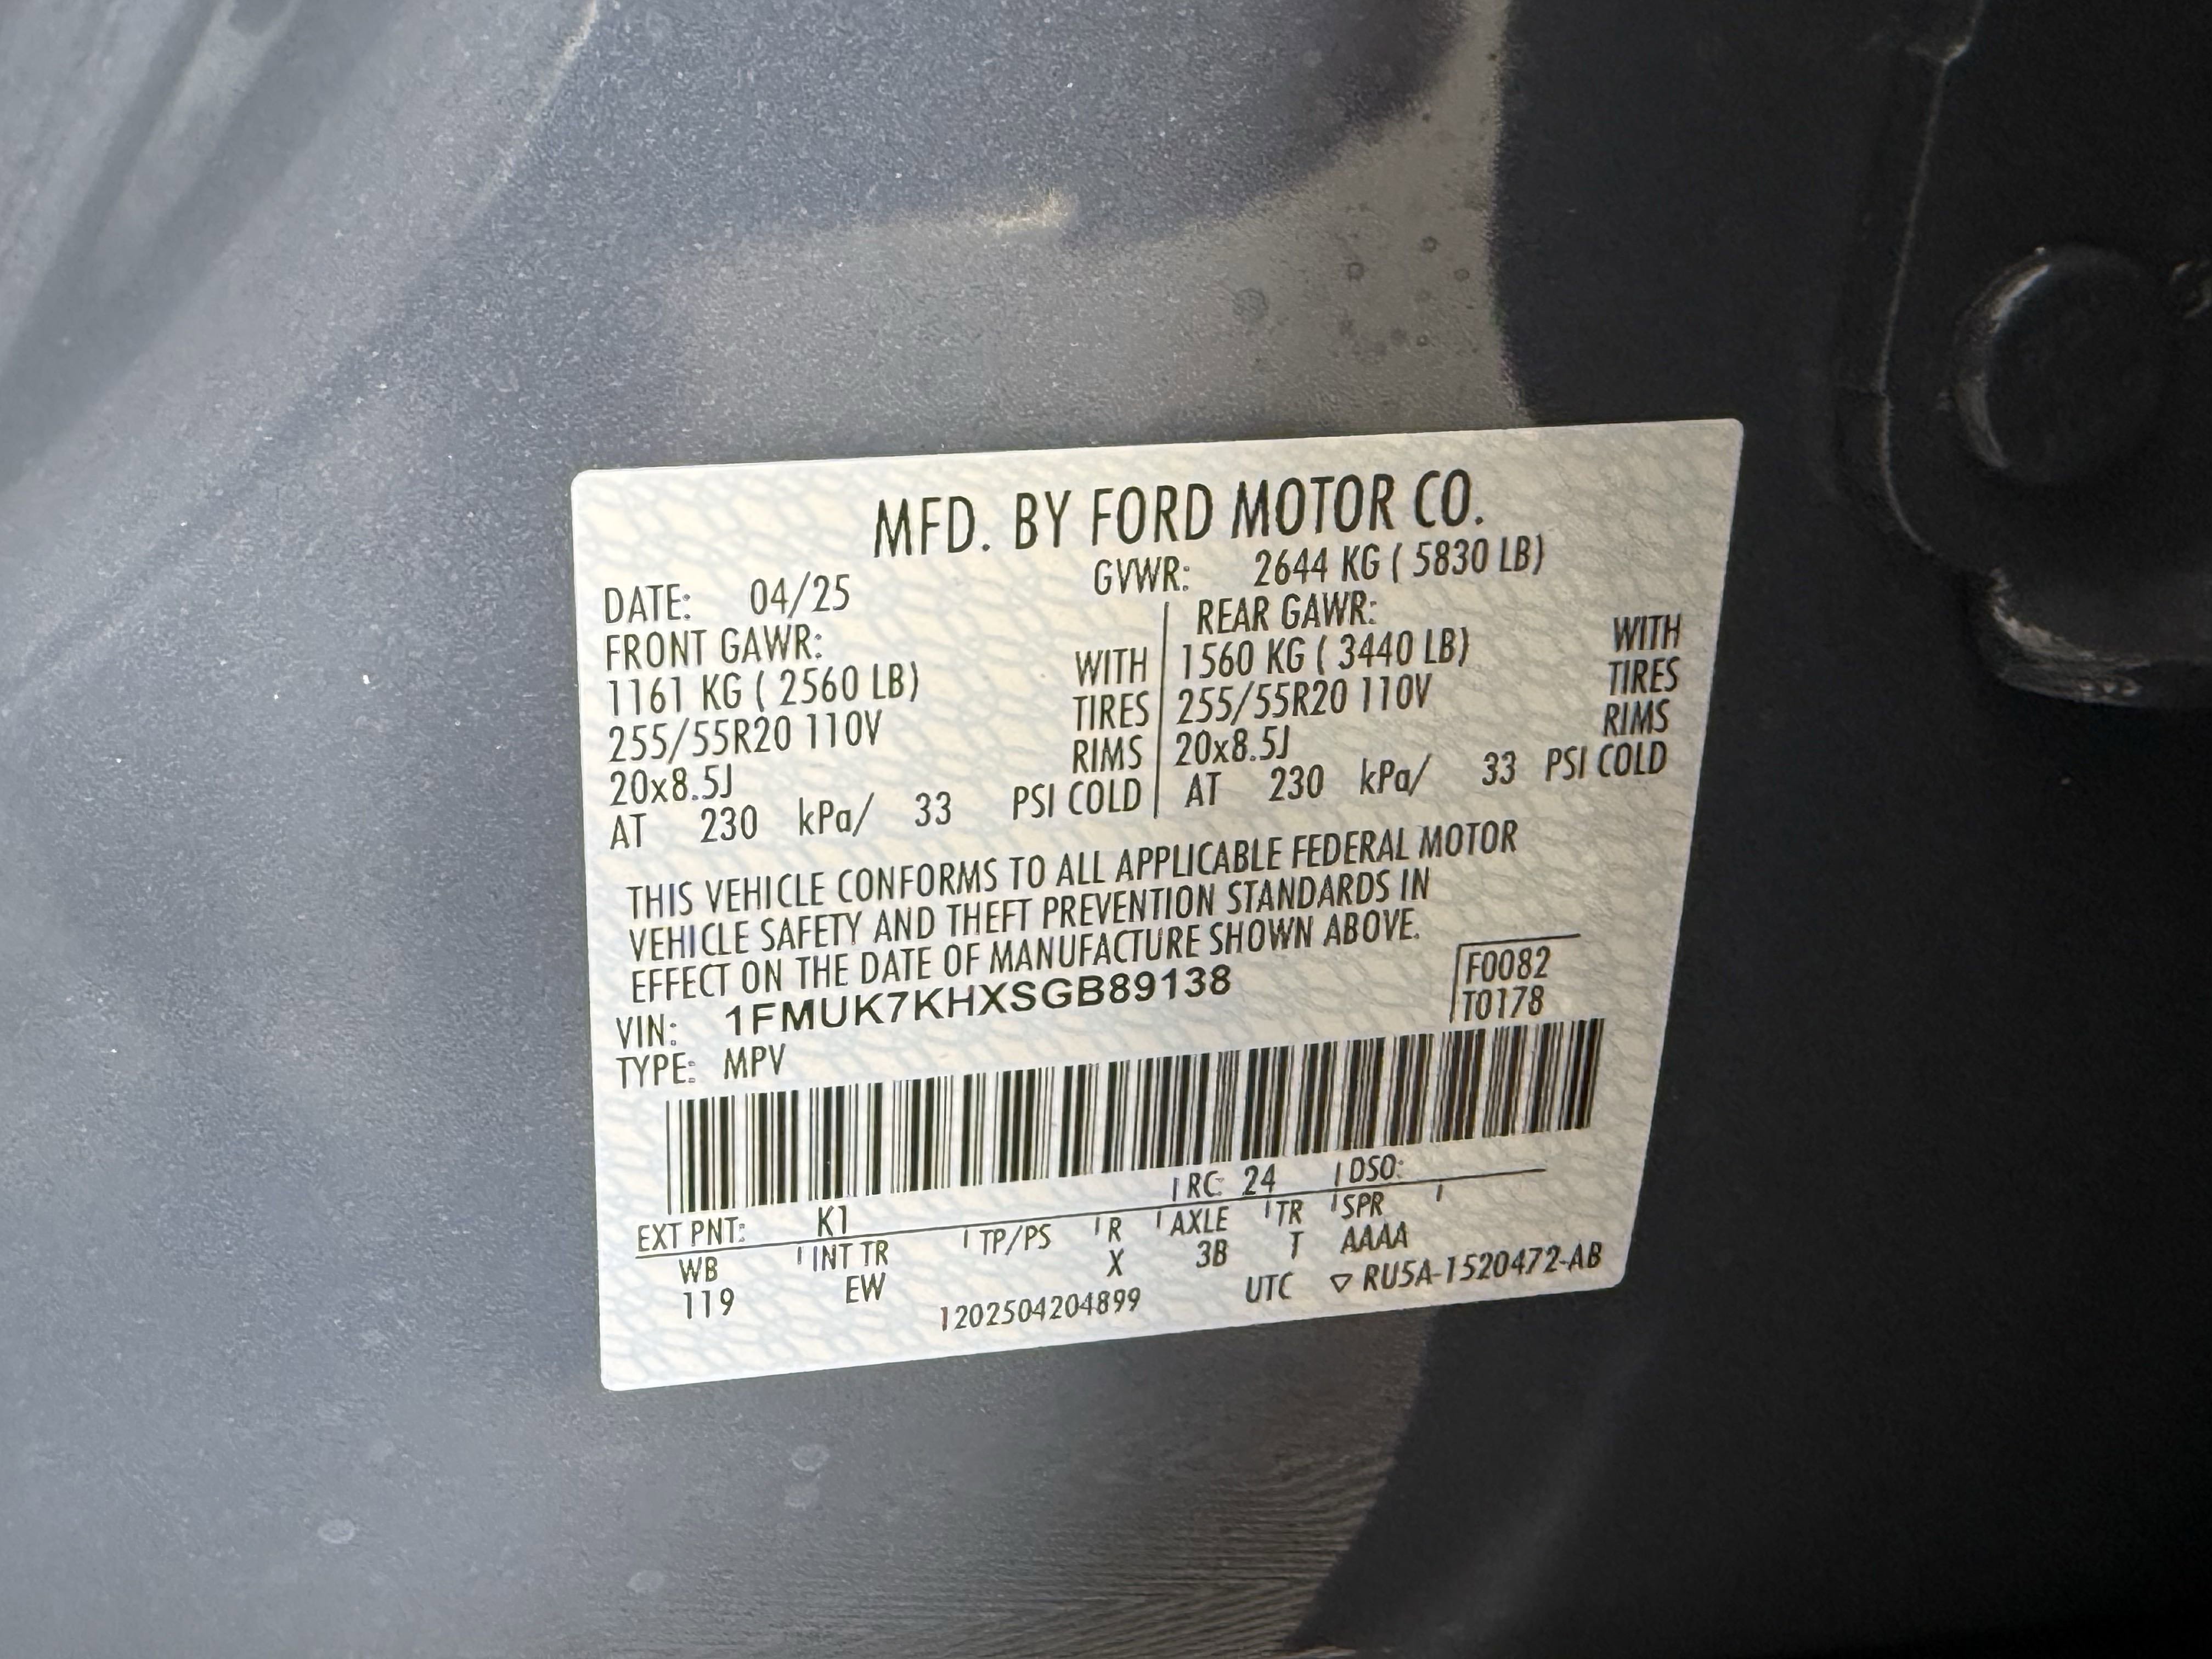 MFD. BY FORD MOTOR CO.
DATE: 04/25 GVWR: 2644 KG ( 5830 LB)
FRONT GAWR: REAR GAWR:
1161 KG ( 2560 LB) WITH 1560 KG ( 3440 LB) WITH
255/55R20 110V TIRES 255/55R20 110V TIRES
20x8.5J RIMS 20x8.5J RIMS
AT 230 kPa/ 33 PSI COLD AT 230 kPa/ 33 PSI COLD
THIS VEHICLE CONFORMS TO ALL APPLICABLE FEDERAL MOTOR
VEHICLE SAFETY AND THEFT PREVENTION STANDARDS IN
EFFECT ON THE DATE OF MANUFACTURE SHOWN ABOVE.
VIN: 1FMUK7KHXSGB89138 F0082
TYPE: MPV T0178
EXT PNT: K1 RC: 24 DSO:
WB INT TR TP/PS R AXLE TR SPR
119 EW X 3B T AAAA
1202504204899 UTC ▽ RU5A-1520472-AB